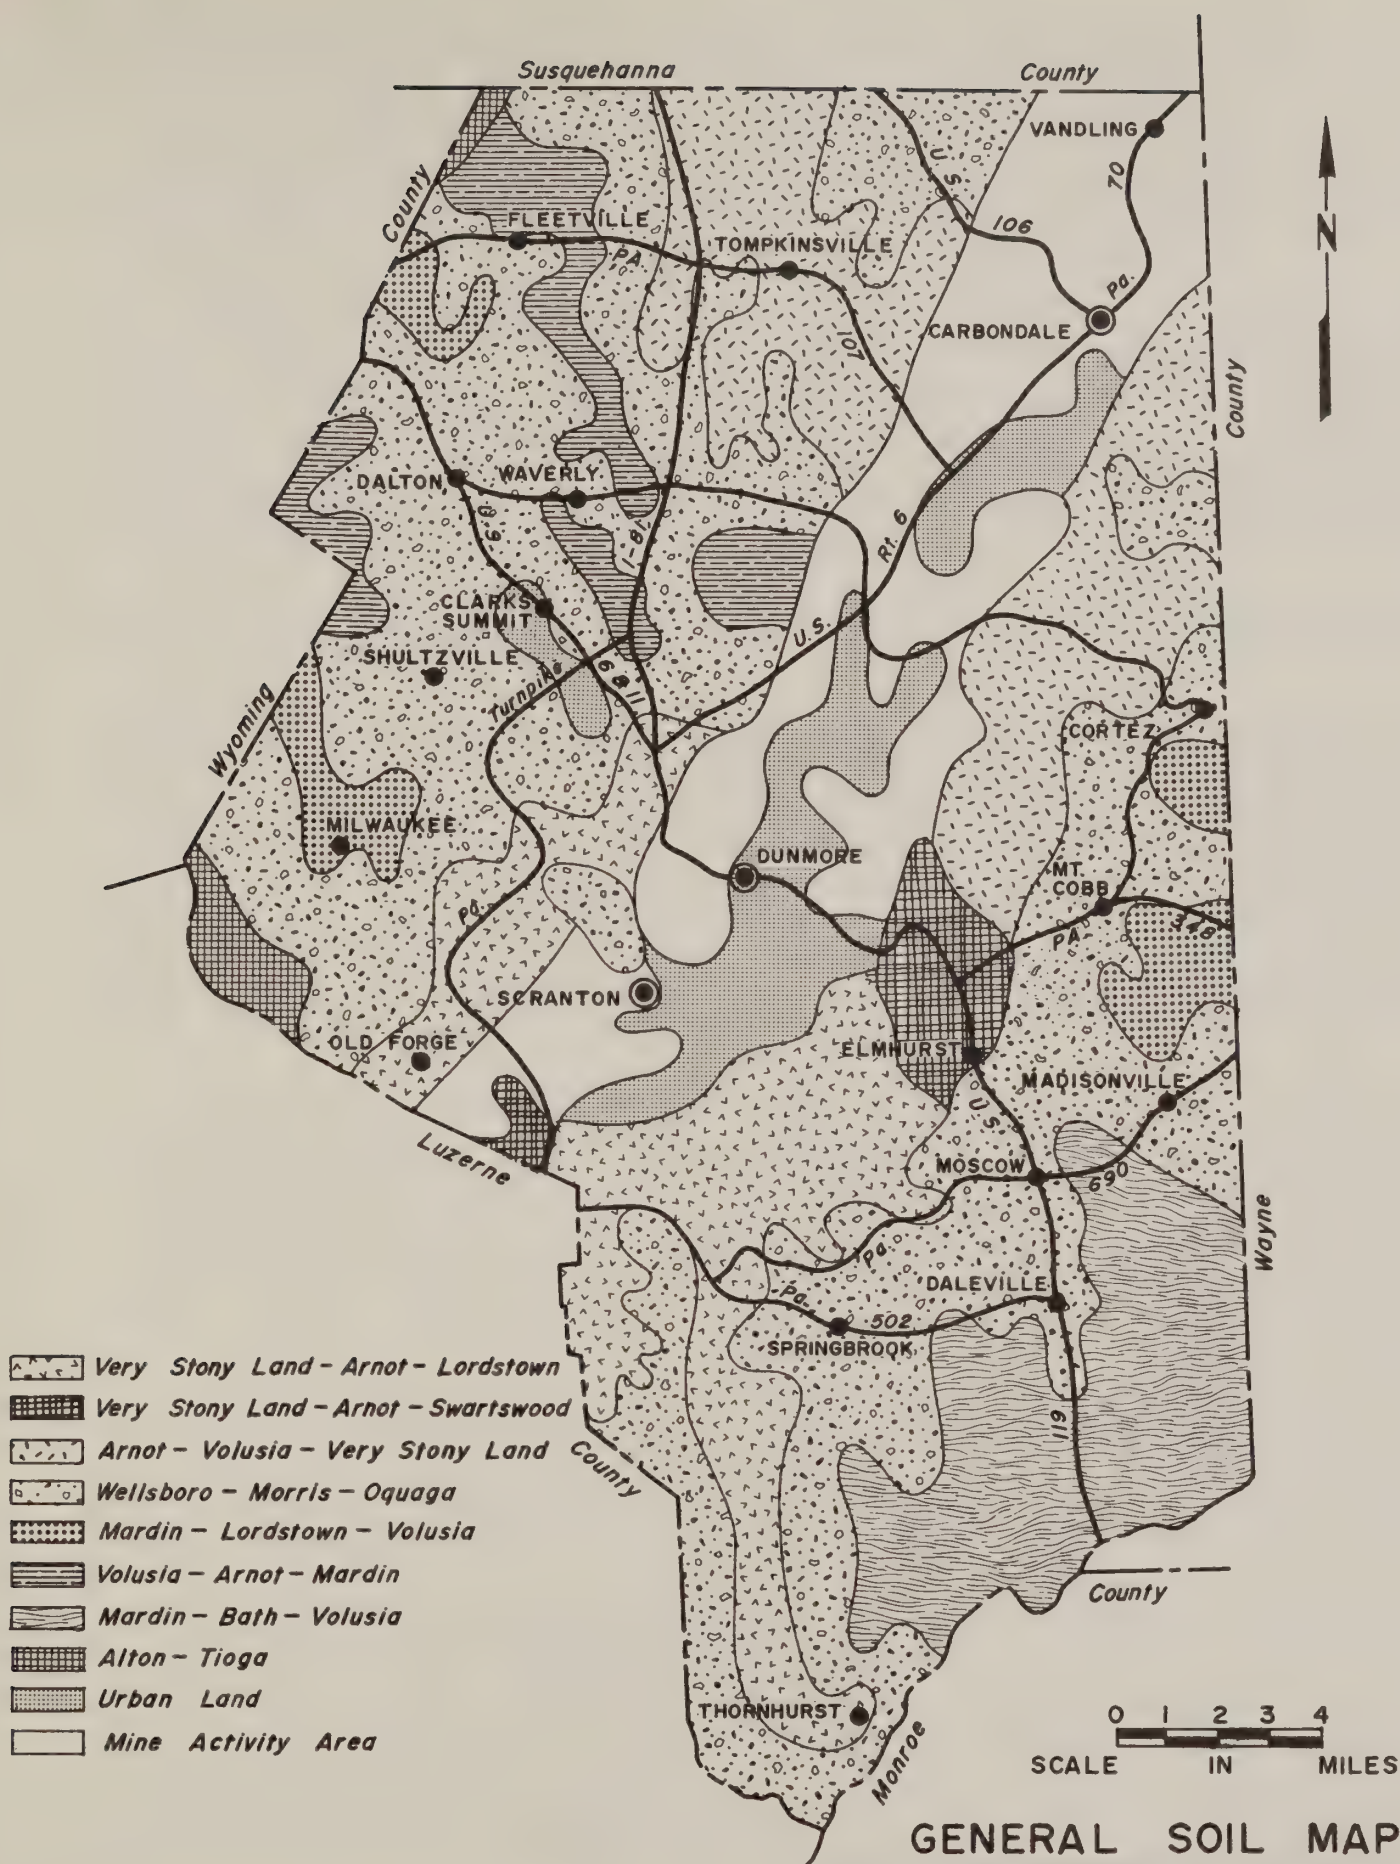 Susquehanna County
VANDLING
U. S.
70
County
FLEETVILLE
PA.
TOMPKINSVILLE
106
N
Pa.
CARBONDALE
107
County
DALTON
WAVERLY
U S
6
I-81
Rt. 6
CLARKS
SUMMIT
U. S.
SHULTZVILLE
Turnpike
6 & 11
Wyoming
CORTEZ
MILWAUKEE
DUNMORE
MT.
COBB
Pa.
PA
348
SCRANTON
OLD FORGE
ELMHURST
MADISONVILLE
U. S.
Luzerne
MOSCOW
690
Wayne
Pa.
DALEVILLE
Pa.
502
SPRINGBROOK
119
County
County
THORNHURST
Monroe
Very Stony Land - Arnot - Lordstown
Very Stony Land - Arnot - Swartswood
Arnot - Volusia - Very Stony Land
Wellsboro - Morris - Oquaga
Mardin - Lordstown - Volusia
Volusia - Arnot - Mardin
Mardin - Bath - Volusia
Alton - Tioga
Urban Land
Mine Activity Area
0 1 2 3 4
SCALE IN MILES
GENERAL SOIL MAP